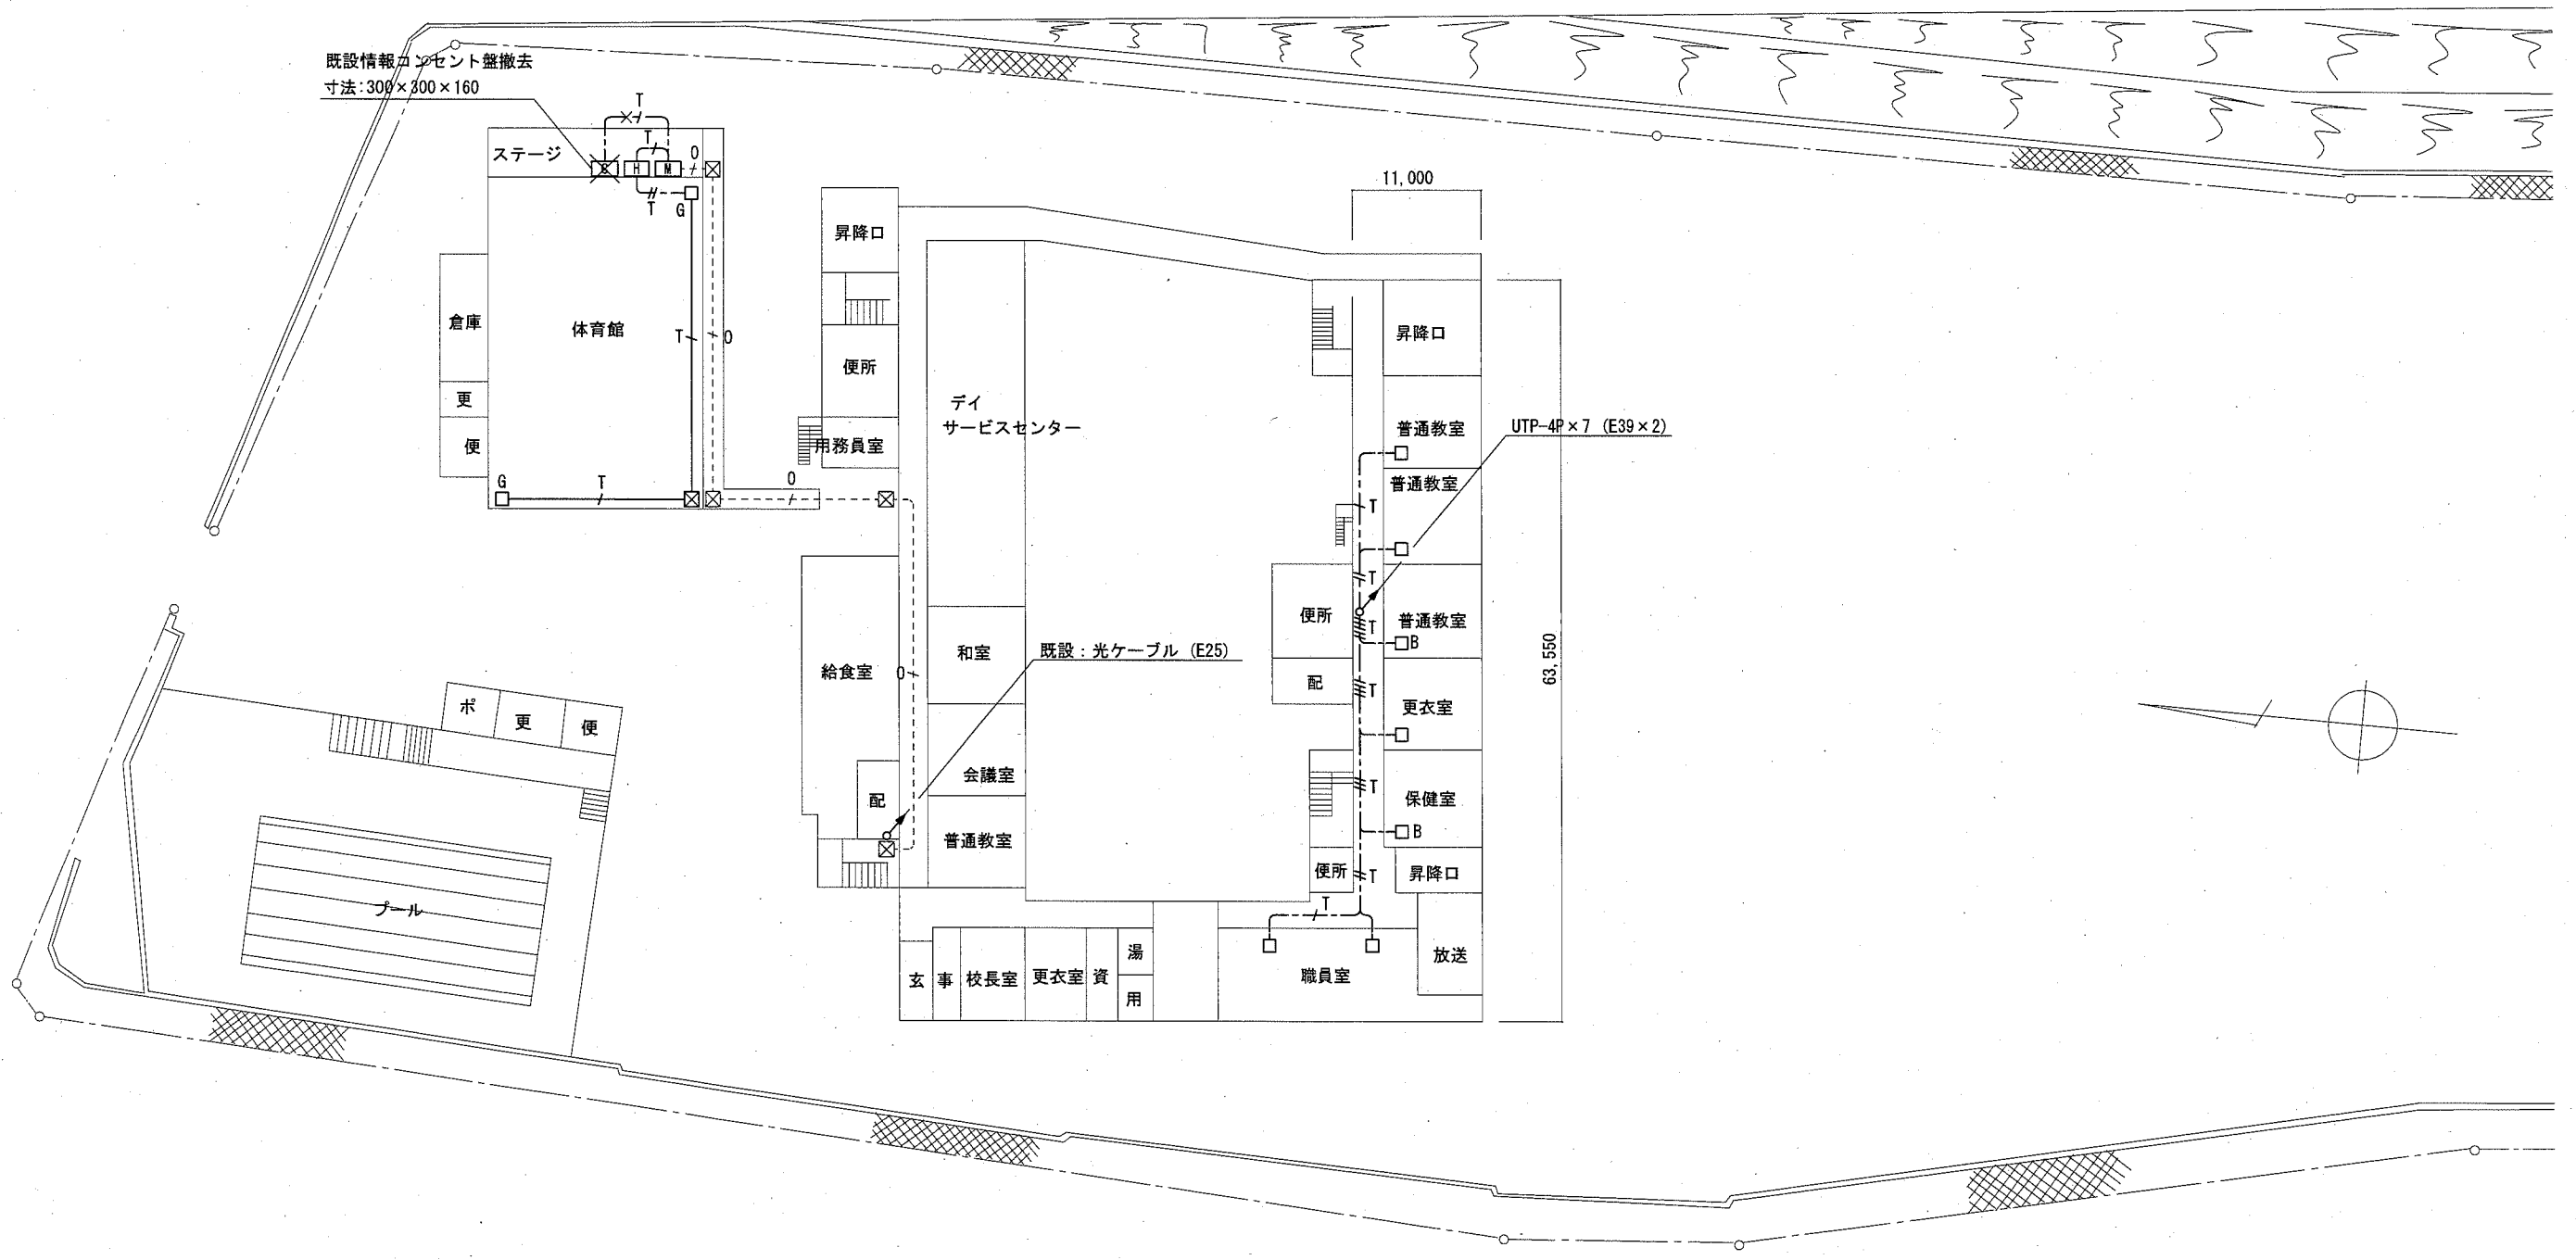 既設情報コンセント盤撤去
寸法:300×300×160
T
T
ステージ
H
M
O
T
G
11,000
昇降口
倉庫
体育館
T
O
昇降口
便所
更
デイ
サービスセンター
普通教室
UTP-4P×7 (E39×2)
便
用務員室
普通教室
G
T
O
T
T
便所
T
普通教室
B
給食室
O
和室
既設：光ケーブル (E25)
63,550
配
T
更衣室
ポ
更
便
会議室
T
保健室
配
普通教室
B
便所
T
昇降口
プール
T
玄
事
校長室
更衣室
資
湯
用
職員室
放送